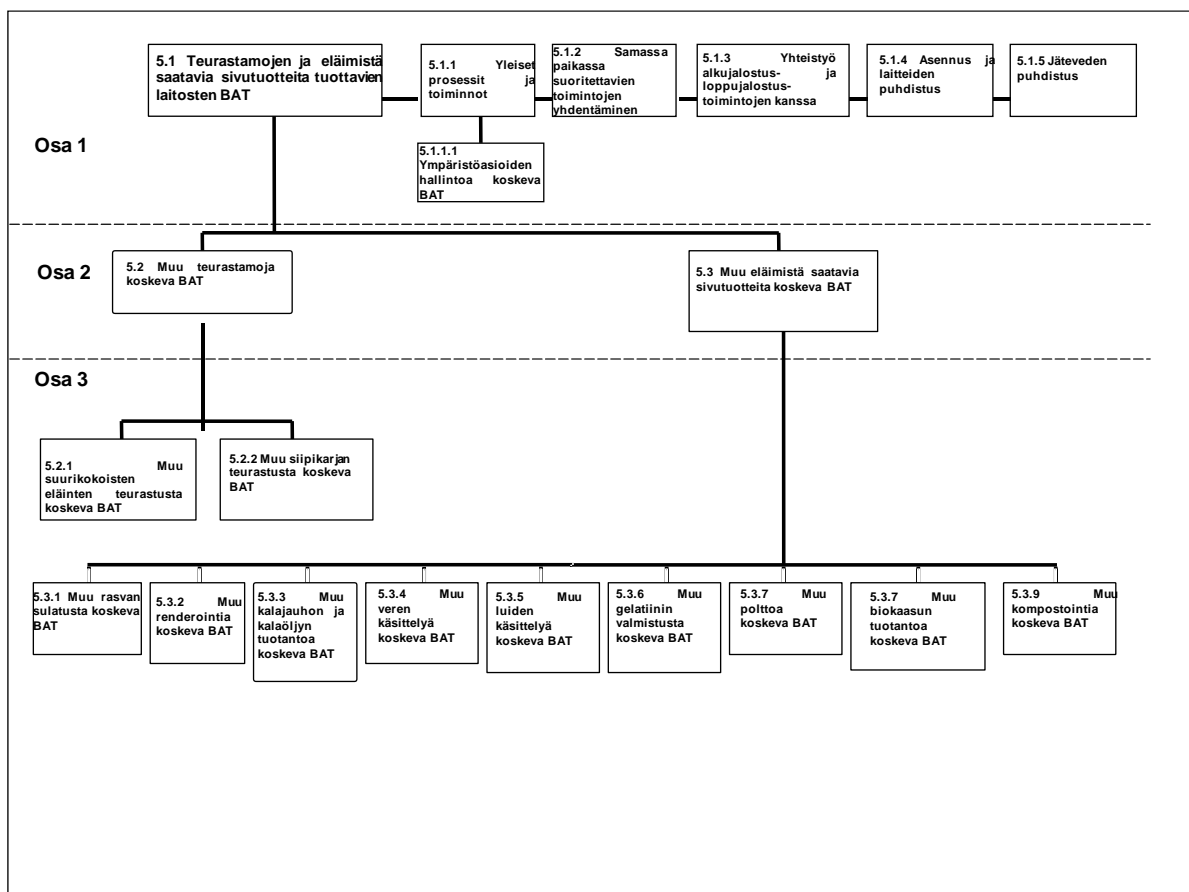 5.1 Teurastamojen ja eläimistä
saatavia sivutuotteita tuottavien
laitosten BAT
5.1.1 Yleiset
prosessit ja
toiminnot
5.1.2 Samassa
paikassa
suoritettavien
toimintojen
yhdentäminen
5.1.3 Yhteistyö
alkujalostus- ja
loppujalostus-
toimintojen kanssa
5.1.4 Asennus ja
laitteiden
puhdistus
5.1.5 Jäteveden
puhdistus
Osa 1
5.1.1.1
Ympäristöasioiden
hallintoa koskeva
BAT
Osa 2
5.2 Muu teurastamoja
koskeva BAT
5.3 Muu eläimistä saatavia
sivutuotteita koskeva BAT
Osa 3
5.2.1 Muu
suurikokoisten
eläinten teurastusta
koskeva BAT
5.2.2 Muu siipikarjan
teurastusta koskeva
BAT
5.3.1 Muu rasvan
sulatusta koskeva
BAT
5.3.2 Muu
renderointia
koskeva BAT
5.3.3 Muu
kalajauhon ja
kalaöljyn
tuotantoa
koskeva BAT
5.3.4 Muu
veren
käsittelyä
koskeva BAT
5.3.5 Muu
luiden
käsittelyä
koskeva BAT
5.3.6 Muu
gelatiinin
valmistusta
koskeva BAT
5.3.7 Muu
polttoa
koskeva BAT
5.3.7 Muu
biokaasun
tuotantoa
koskeva BAT
5.3.9 Muu
kompostointia
koskeva BAT